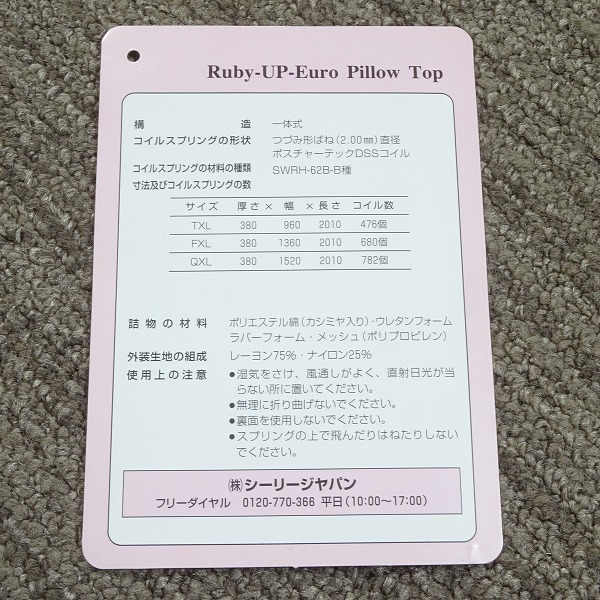 Ruby-UP-Euro Pillow Top
構造 一体式
コイルスプリングの形状 つづみ形ばね(2.00㎜)直径
ポスチャーテックDSSコイル
コイルスプリングの材料の種類 SWRH-62B-B種
寸法及びコイルスプリングの数
サイズ 厚さ× 幅 ×長さ コイル数
TXL 380 960 2010 476個
FXL 380 1360 2010 680個
QXL 380 1520 2010 782個
詰物の材料 ポリエステル綿(カシミヤ入り)・ウレタンフォーム
ラバーフォーム・メッシュ(ポリプロピレン)
外装生地の組成 レーヨン75%・ナイロン25%
使用上の注意 ●湿気をさけ、風通しがよく、直射日光が当
らない所に置いてください。
●無理に折り曲げないでください。
●裏面を使用しないでください。
●スプリングの上で飛んだりはねたりしない
でください。
㈱シーリージャパン
フリーダイヤル 0120-770-366 平日(10:00〜17:00)